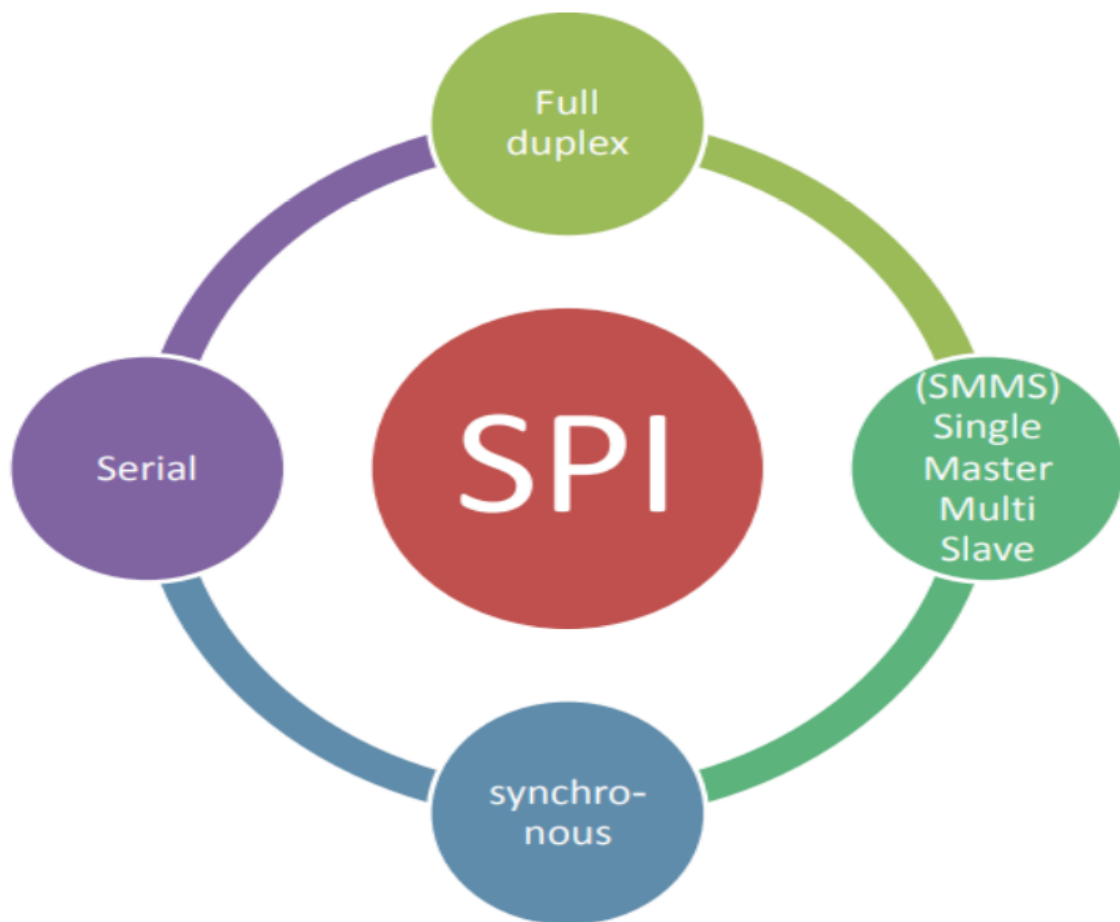 Full
duplex
(SMMS)
Single
Master
Multi
Slave
SPI
Serial
synchro-
nous